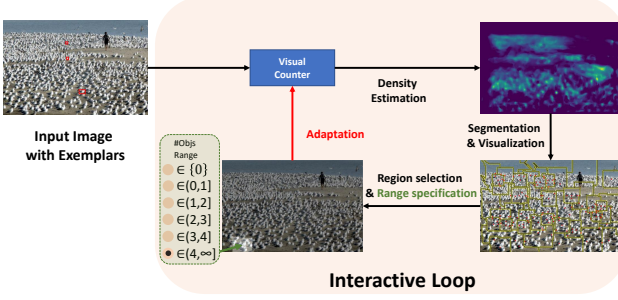 Visual
Counter
Density
Estimation
Input Image
with Exemplars
Adaptation
Segmentation
& Visualization
#Objs
Range
∈ {0}
∈(0,1]
∈(1,2]
∈(2,3]
∈(3,4]
∈(4,∞]
Region selection
& Range specification
Interactive Loop